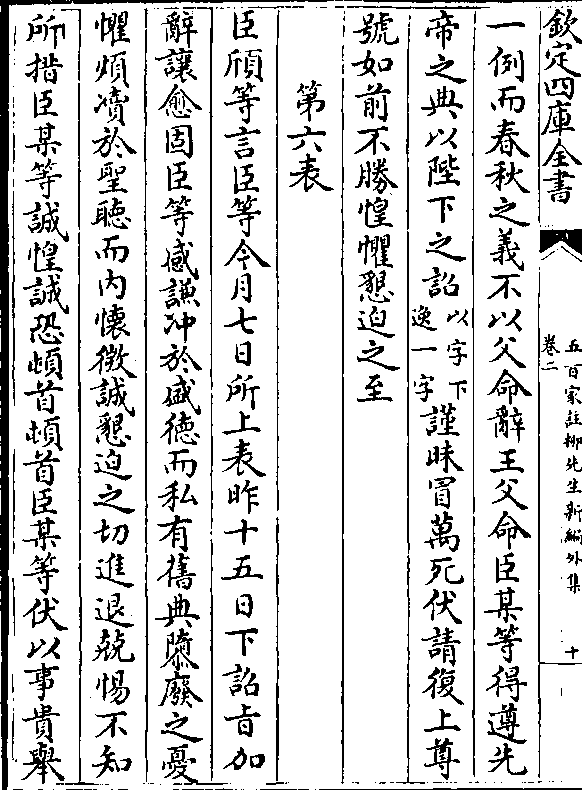 欽定四庫全書
五百家註柳先生新編外集
卷二
十
一例而春秋之義不以父命辭王父命臣某等得遵先
帝之典以陛下之詔以字下逸一字謹昧冒萬死伏請復上尊
號如前不勝惶懼懇迫之至
第六表
臣頎等言臣等今月七日所上表昨十五日下詔旨加
辭讓愈固臣等感謙冲於盛德而私有舊典隳廢之憂
懼煩瀆於聖聽而内懷微誠懇迫之切進退兢惕不知
所措臣某等誠惶誠恐頓首頓首臣某等伏以事貴舉